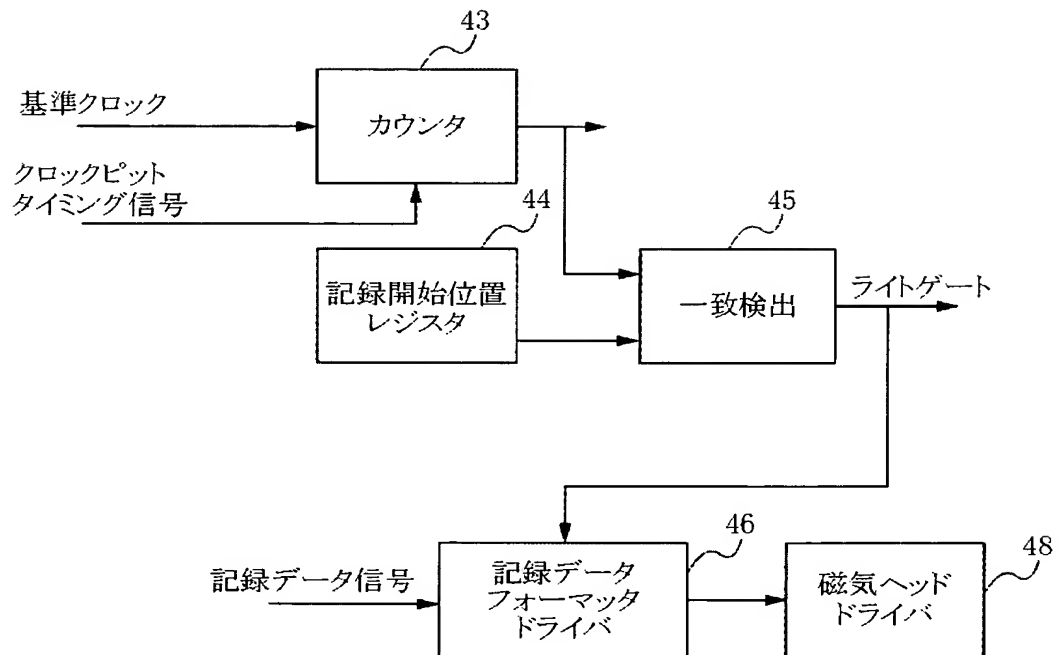 43
基準クロック
カウンタ
クロックピット
タイミング信号
44
45
記録開始位置
レジスタ
一致検出
ライトゲート
46
48
記録データ信号
記録データ
フォーマッタ
ドライバ
磁気ヘッド
ドライバ